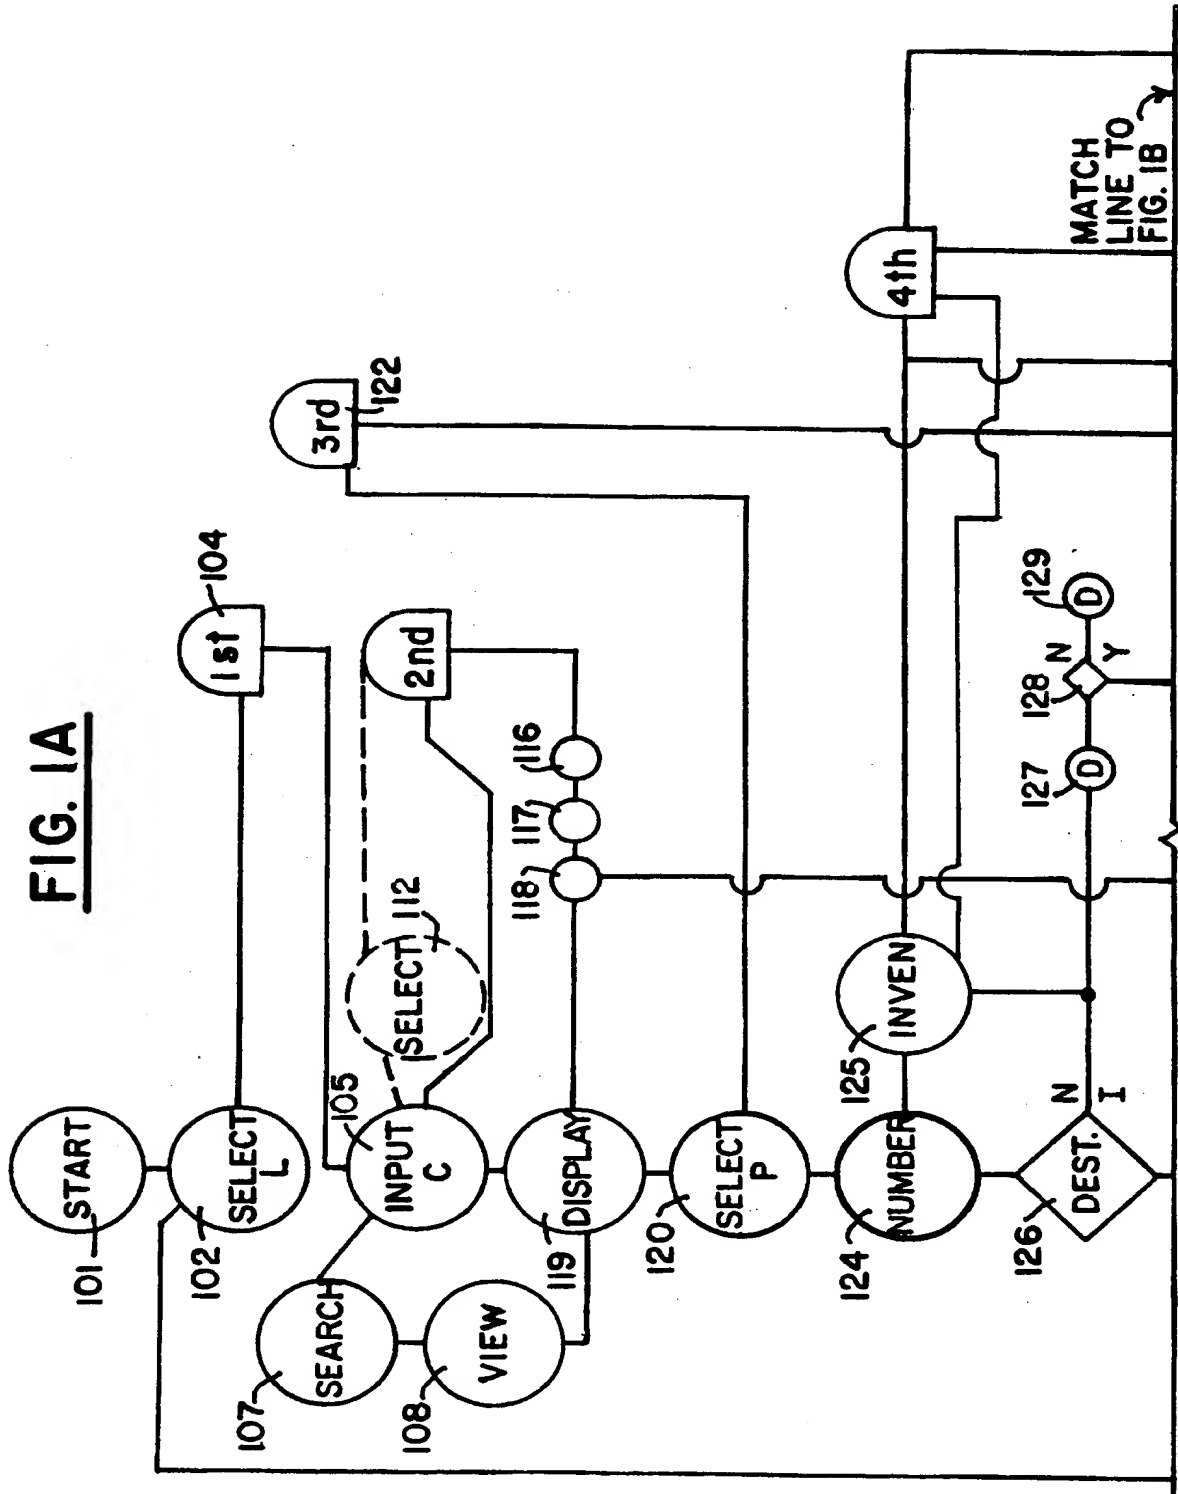 FIG. 1A
START
101
SELECT
L
102
1st
104
INPUT
C
105
SEARCH
107
VIEW
108
SELECT
112
2nd
116
117
118
DISPLAY
119
SELECT
P
120
3rd
122
NUMBER
124
INVEN
125
4th
DEST.
126
N
I
D
127
128
N
Y
D
129
MATCH
LINE TO
FIG. 1B